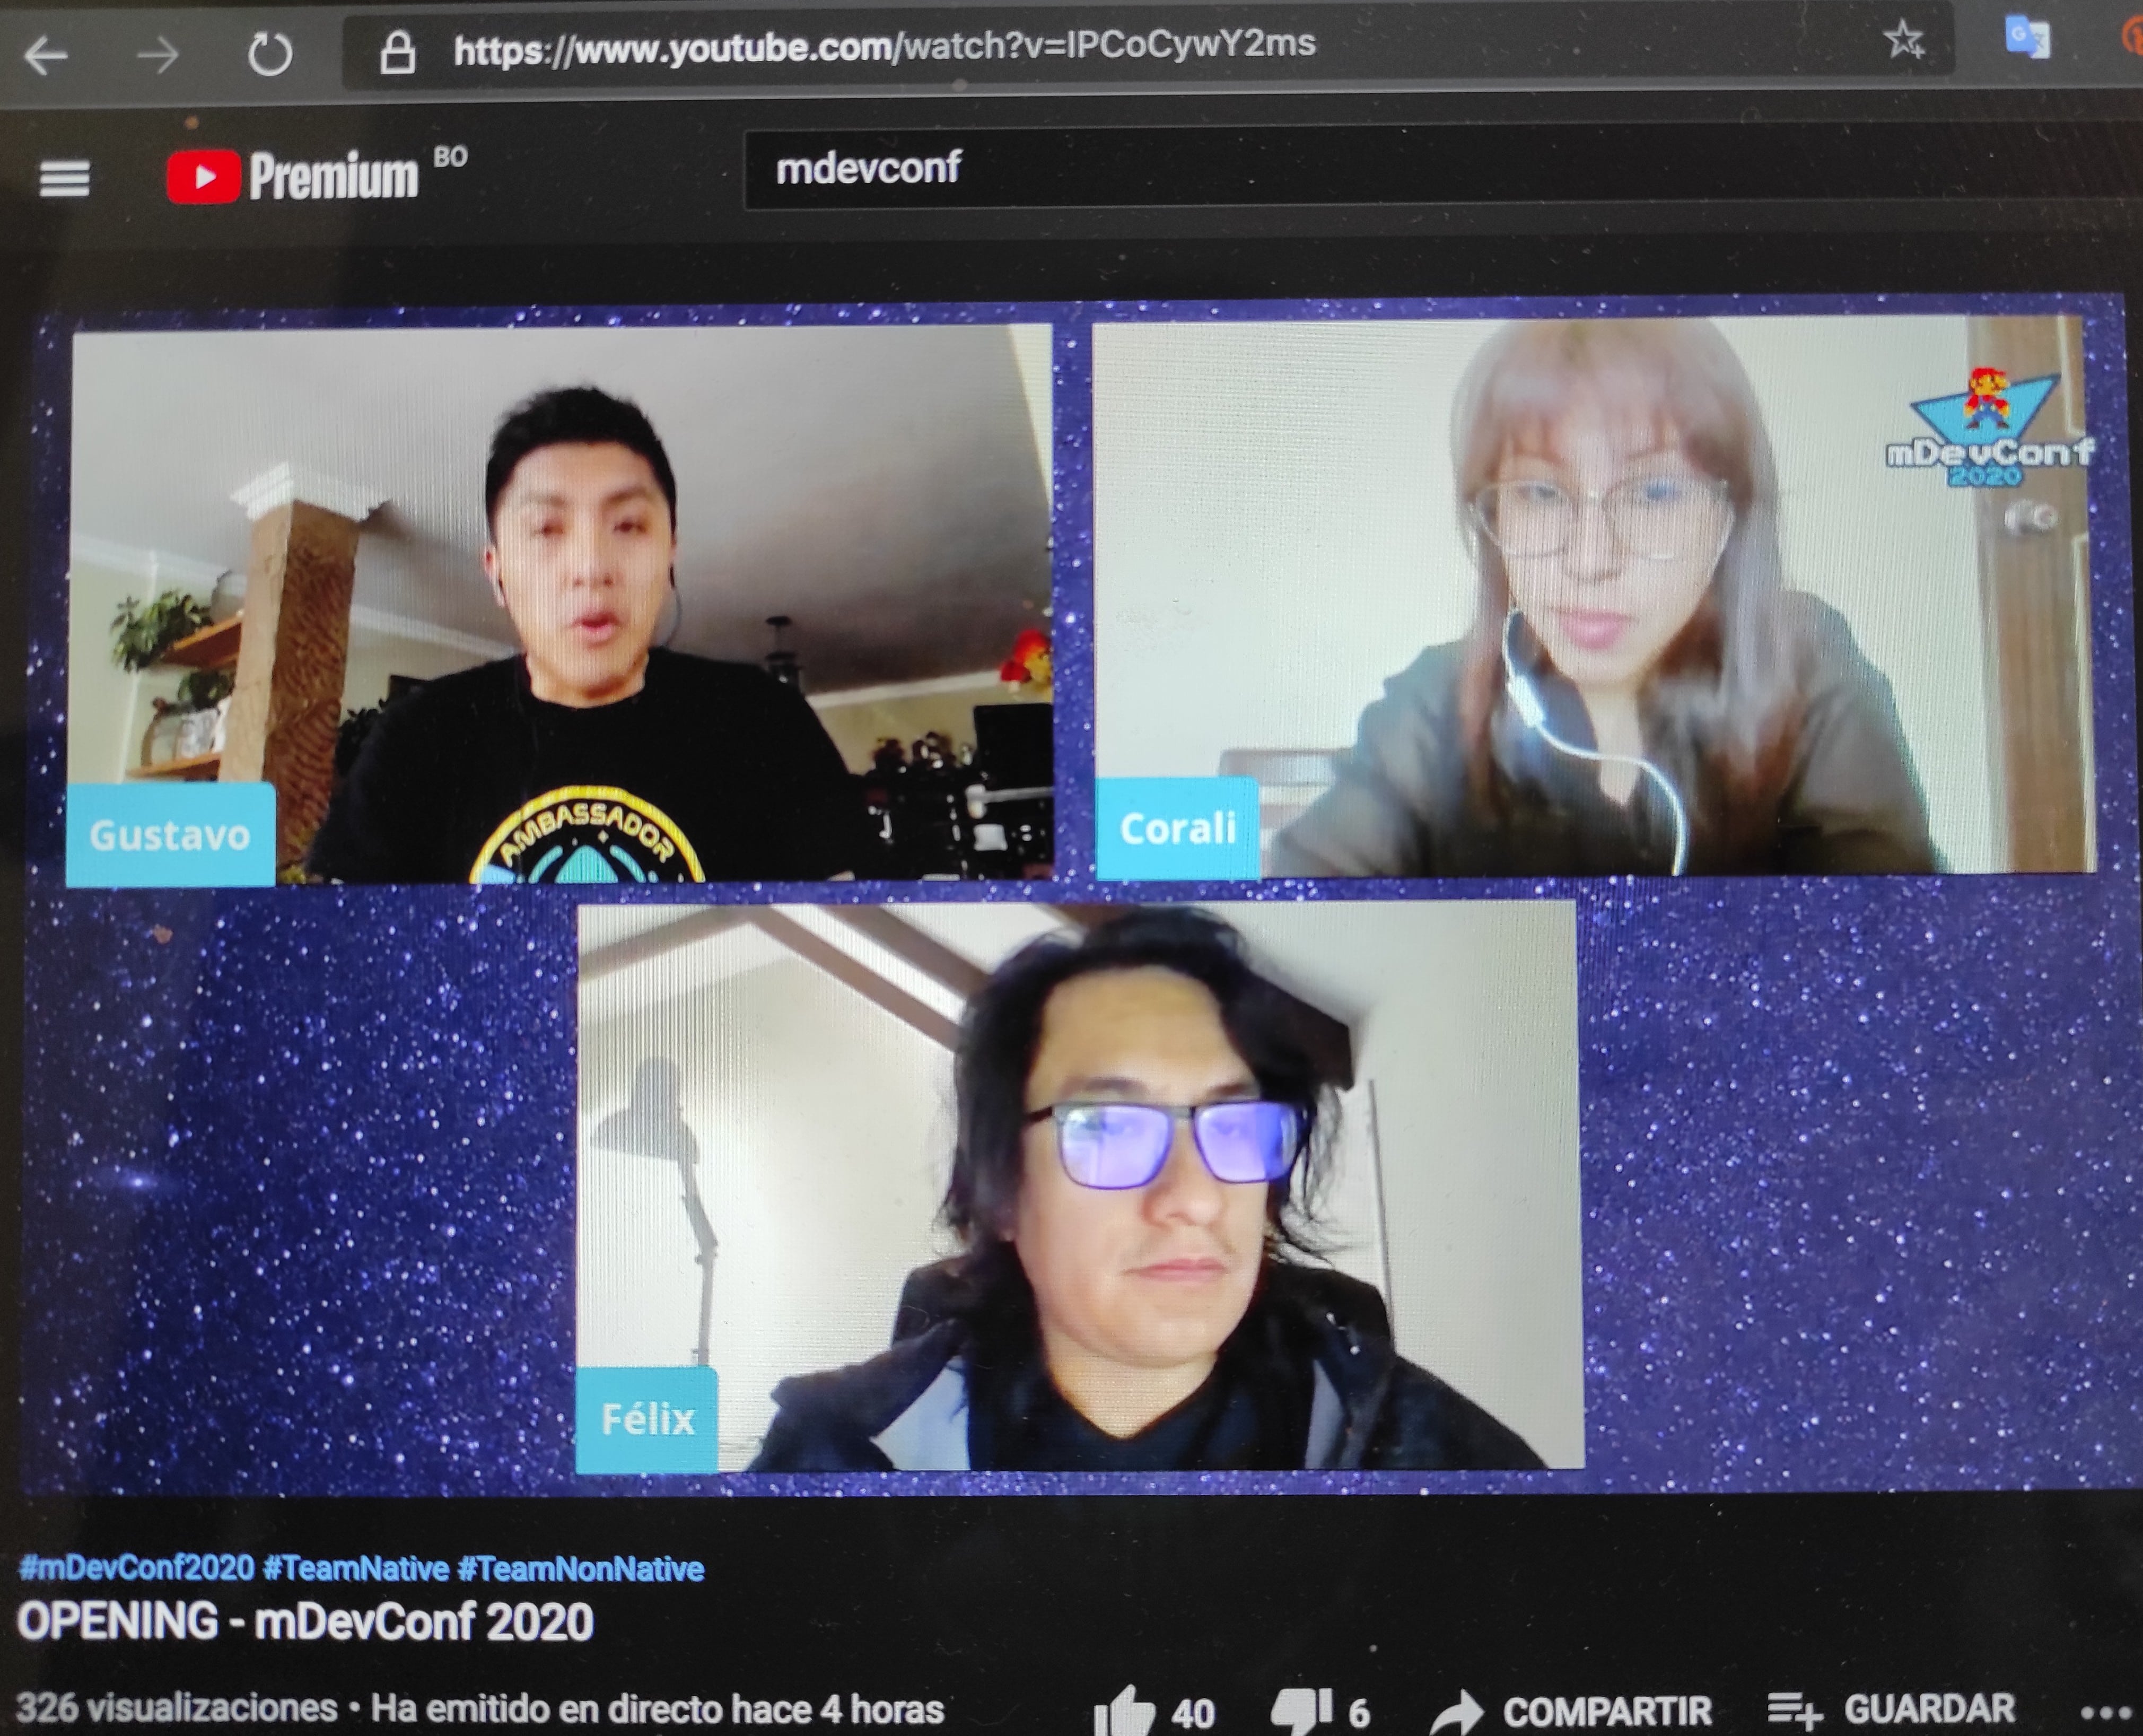 https://www.youtube.com/watch?v=IPCoCywY2ms
Premium BO
mdevconf
mDevConf
2020
AMBASSADOR
Gustavo
Corali
Félix
#mDevConf2020 #TeamNative #TeamNonNative
OPENING - mDevConf 2020
326 visualizaciones • Ha emitido en directo hace 4 horas
40
6
COMPARTIR
GUARDAR